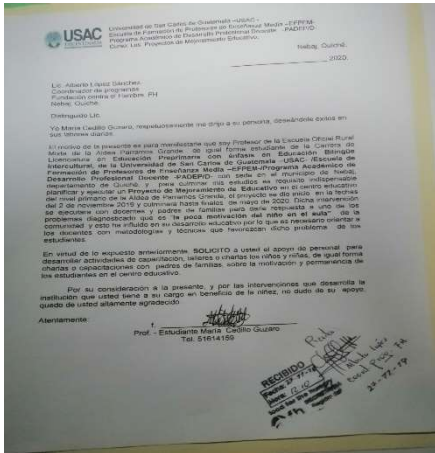 USAC
Universidad de San Carlos de Guatemala -USAC-
Escuela de Formación de Profesores de Enseñanza Media -EFPEM-
Programa Académico de Desarrollo Profesional Docente -PADEP/D-
Curso: Proyectos de Mejoramiento Educativo.
Nebaj, Quiché.
2020.
Lic. Alberto López Sánchez
Coordinador de programas
Fundación contra el hambre, FH
Nebaj, Quiché.
Distinguido Lic.
Yo María Cedillo Guzaro, respetuosamente me dirijo a su persona, deseándole éxitos en
sus labores diarias.
El motivo de la presente es para manifestarle que soy Profesor de la Escuela Oficial Rural
Mixta de la Aldea Parramos Grande, de igual forma estudiante de la Carrera de
Licenciatura en Educación Preprimaria con énfasis en Educación Bilingüe
Intercultural, de la Universidad de San Carlos de Guatemala -USAC- /Escuela de
Formación de Profesores de Enseñanza Media -EFPEM-/Programa Académico de
Desarrollo Profesional Docente -PADEP/D- con sede en el municipio de Nebaj,
departamento de Quiché y para culminar mis estudios es requisito indispensable
planificar y ejecutar un Proyecto de Mejoramiento de Educativo en el centro educativo
del nivel primario de la Aldea de Parramos Grande, el proyecto se dio inicio en la fechas
del 2 de noviembre 2019 y culminara hasta finales de mayo de 2020. Dicha intervención
se ejecutara con docentes y padres de familias para darle respuesta a uno de los
problemas diagnosticado que es "la poca motivación del niño en el aula" de la
comunidad y esto ha influido en su desarrollo educativo por lo que es necesario orientar a
los docentes con metodologías y técnicas que favorezcan dicho problema de los
estudiantes.
En virtud de lo expuesto anteriormente, SOLICITO a usted el apoyo de personal para
desarrollar actividades de capacitación, talleres o charlas los niños y niñas, de igual forma
charlas o capacitaciones con padres de familias, sobre la motivación y permanencia de
los estudiantes en el centro educativo.
Por su consideración a la presente, y por las intervenciones que desarrolla la
institución que usted tiene a su cargo en beneficio de la niñez, no dudo de su apoyo,
quedo de usted altamente agradecido
Atentamente:
f.
Prof. - Estudiante María Cedillo Guzaro
Tel. 51614159
RECIBIDO
Fecha:
Hora: